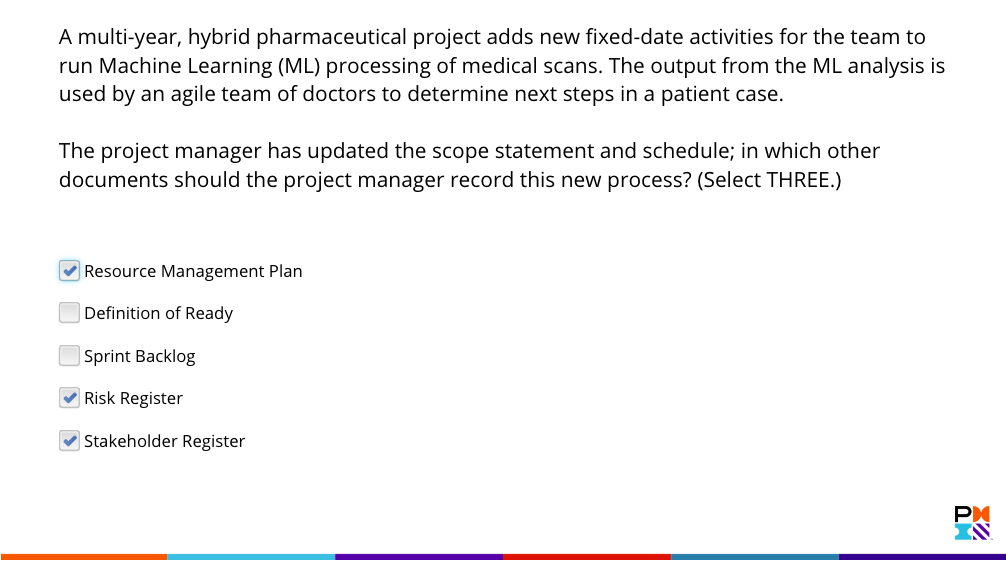 A multi-year, hybrid pharmaceutical project adds new fixed-date activities for the team to
run Machine Learning (ML) processing of medical scans. The output from the ML analysis is
used by an agile team of doctors to determine next steps in a patient case.
The project manager has updated the scope statement and schedule; in which other
documents should the project manager record this new process? (Select THREE.)
Resource Management Plan
Definition of Ready
Sprint Backlog
Risk Register
Stakeholder Register